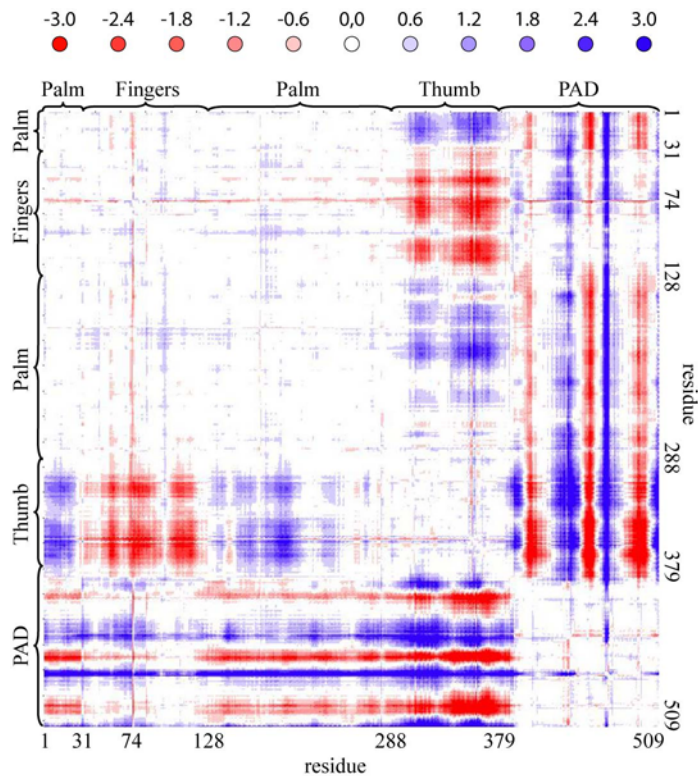 -3.0 -2.4 -1.8 -1.2 -0.6 0,0 0.6 1.2 1.8 2.4 3.0
Palm Fingers Palm Thumb PAD
Palm
Fingers
Palm
Thumb
PAD
1
31
74
128
288
379
509
residue
1 31 74 128 288 379 509
residue